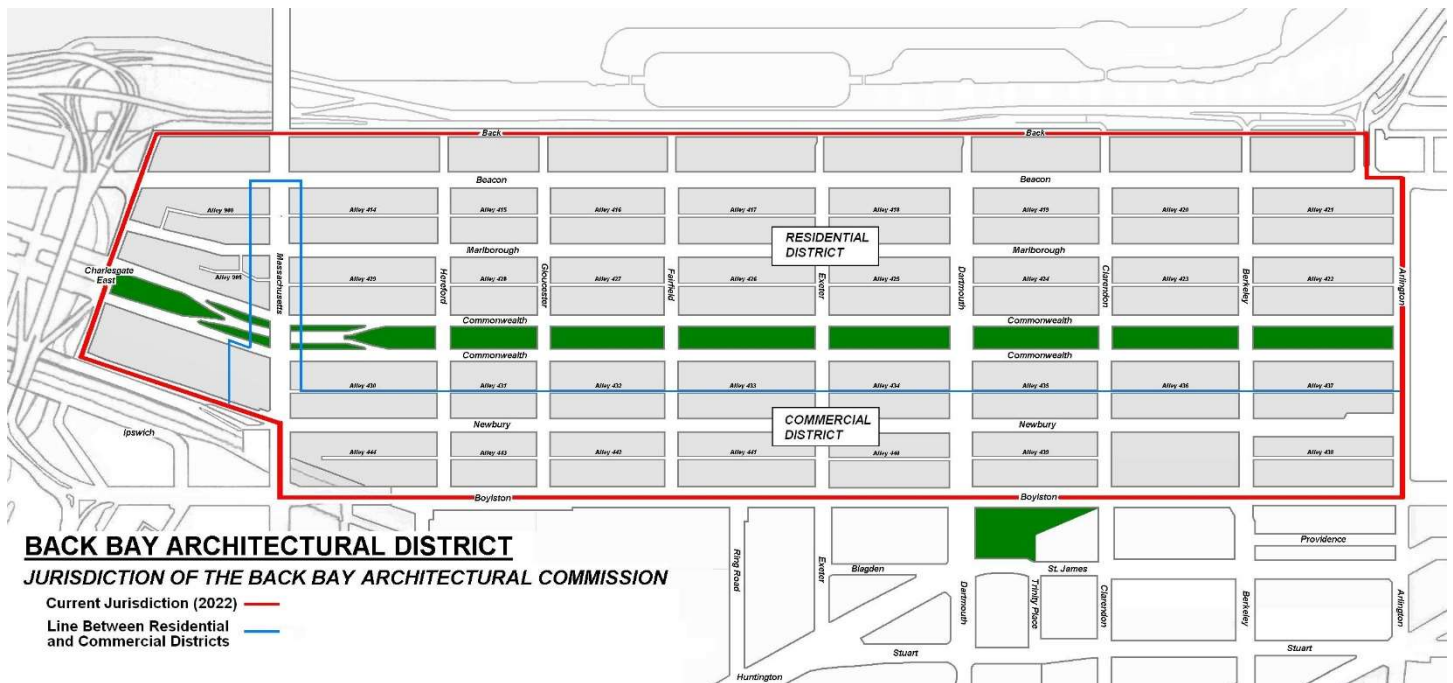 Back
Back
Beacon
Beacon
Alley 908
Alley 414
Alley 415
Alley 416
Alley 417
Alley 418
Alley 419
Alley 420
Alley 421
RESIDENTIAL
DISTRICT
Marlborough
Marlborough
Charlesgate
East
Massachusetts
Alley 429
Hereford
Alley 428
Gloucester
Alley 427
Fairfield
Alley 426
Exeter
Alley 425
Dartmouth
Alley 424
Clarendon
Alley 423
Berkeley
Alley 422
Arlington
Commonwealth
Commonwealth
Commonwealth
Commonwealth
Alley 430
Alley 431
Alley 432
Alley 433
Alley 434
Alley 435
Alley 436
Alley 437
COMMERCIAL
DISTRICT
Ipswich
Newbury
Newbury
Alley 444
Alley 443
Alley 442
Alley 441
Alley 440
Alley 439
Alley 438
Boylston
Boylston
BACK BAY ARCHITECTURAL DISTRICT
JURISDICTION OF THE BACK BAY ARCHITECTURAL COMMISSION
Current Jurisdiction (2022)
Line Between Residential
and Commercial Districts
Ring Road
Exeter
Blagden
Dartmouth
Trinity Place
St. James
Clarendon
Berkeley
Providence
Arlington
Stuart
Stuart
Huntington